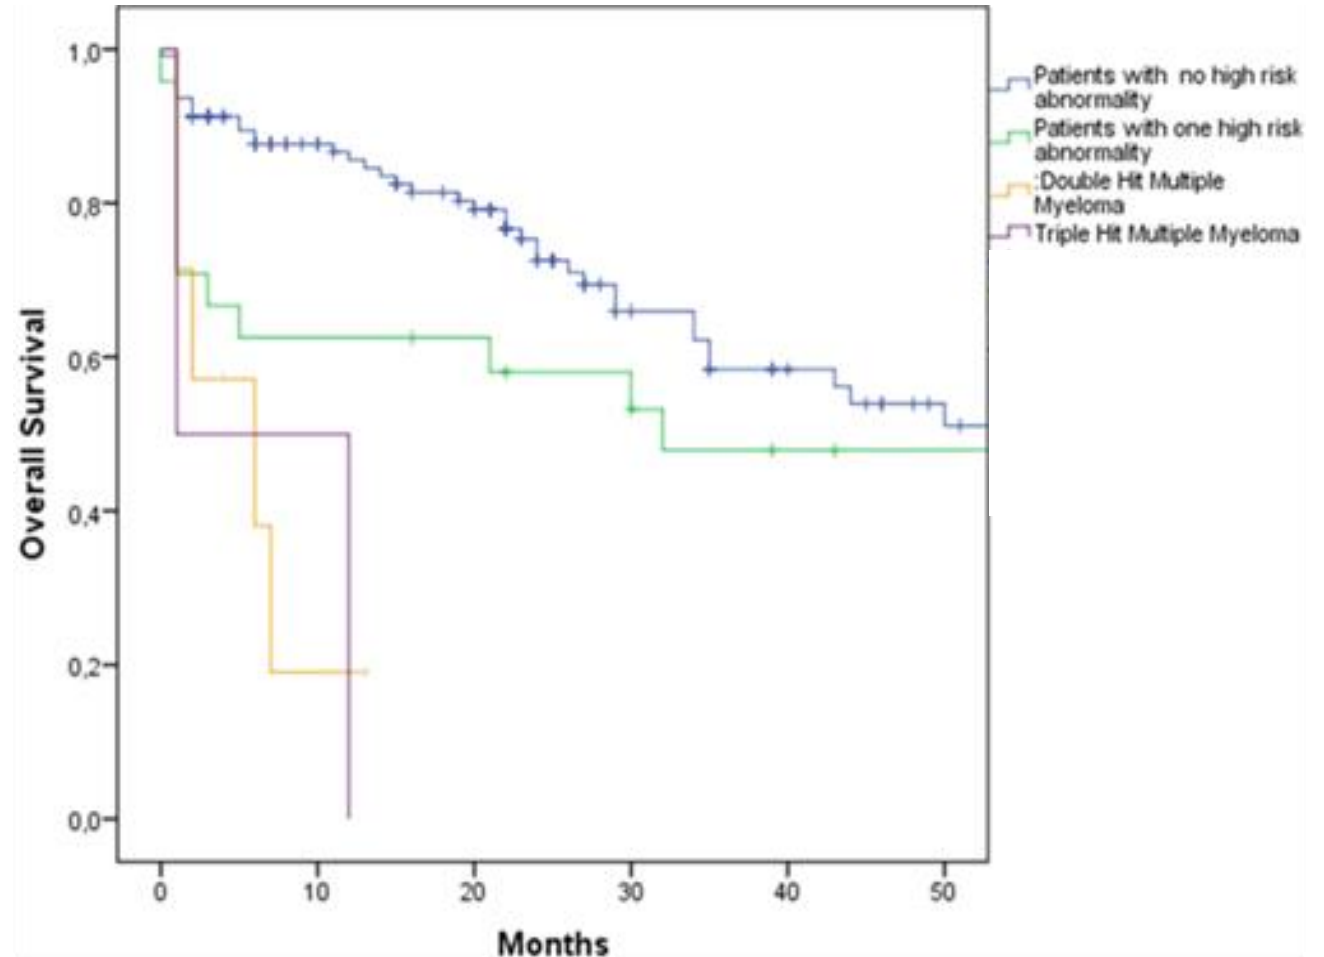 1,0
0,8
0,6
0,4
0,2
0,0
Overall Survival
0 10 20 30 40 50
Months
Patients with no high risk
abnormality
Patients with one high risk
abnormality
:Double Hit Multiple
Myeloma
Triple Hit Multiple Myeloma